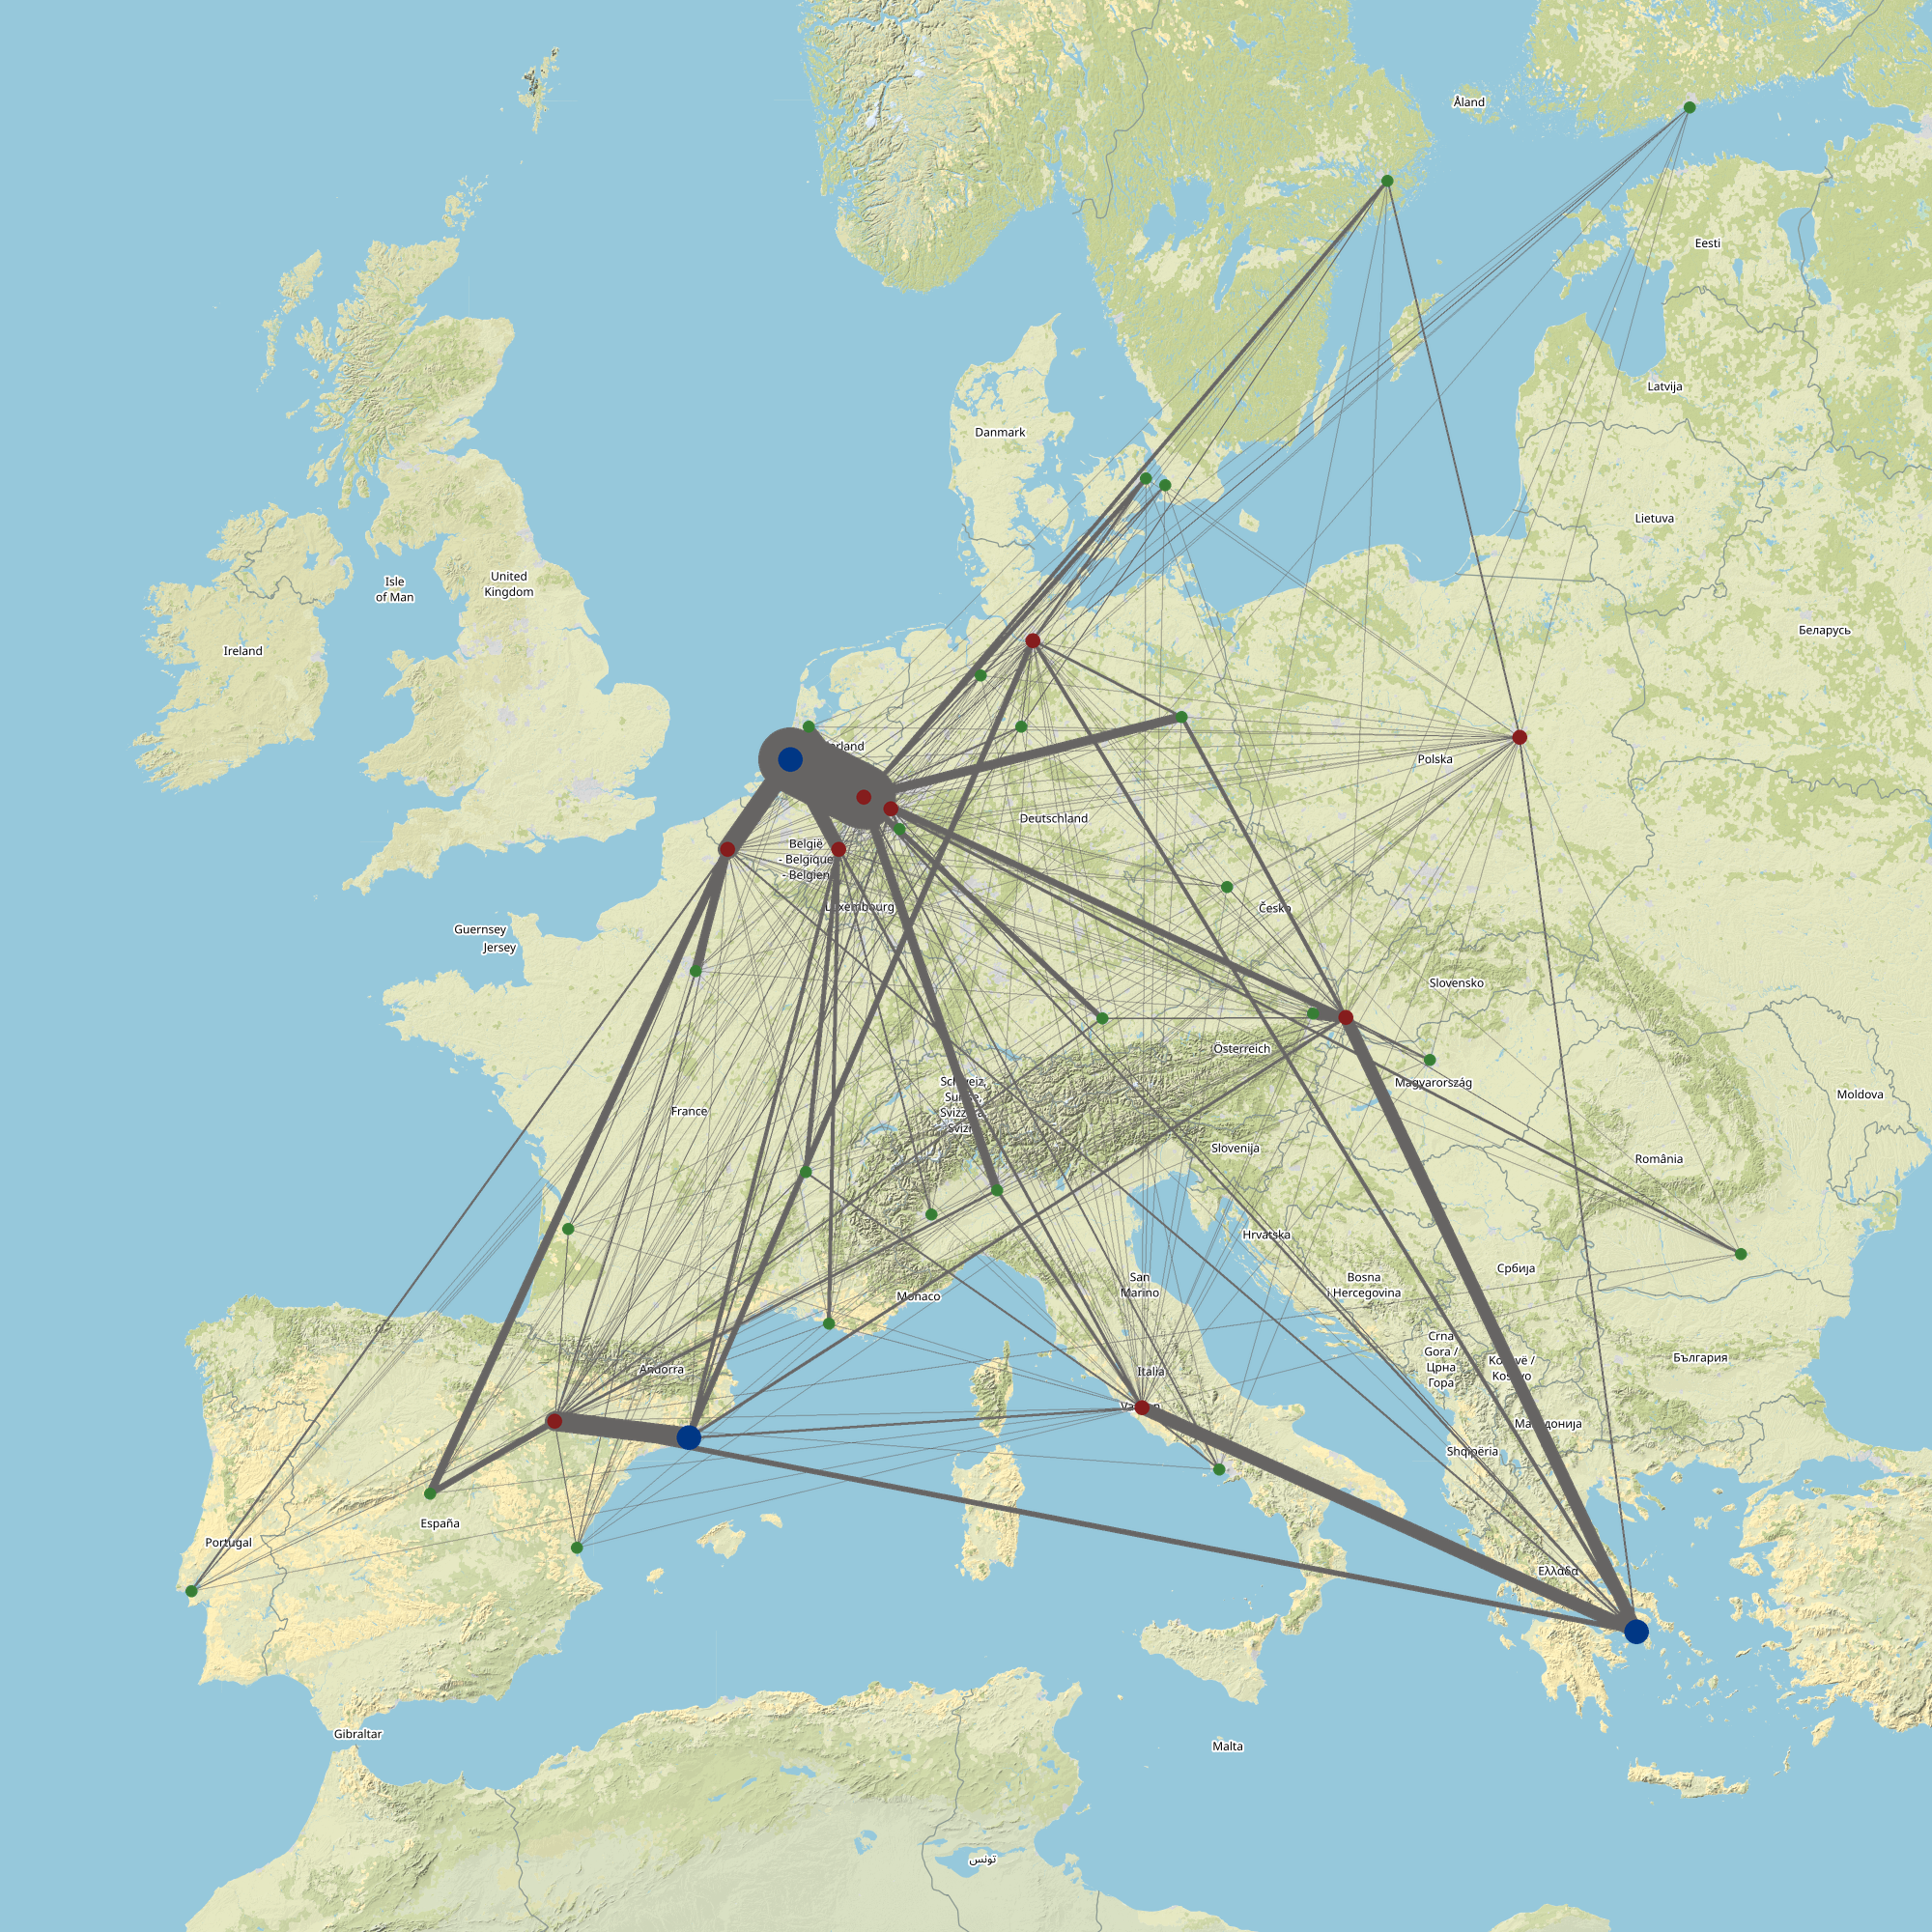 Åland
Eesti
Latvija
Danmark
Lietuva
United
Kingdom
Isle
of Man
Беларусь
Ireland
Polska
België
- Belgique
- Belgien
Deutschland
Luxembourg
Česko
Guernsey
Jersey
Slovensko
Österreich
Magyarország
Moldova
France
Slovenija
România
Hrvatska
San
Marino
Bosna
i Hercegovina
Србија
Monaco
Crna
Gora /
Црна
Гора
България
Andorra
Italia
Shqipëria
España
Portugal
Ελλάδα
Gibraltar
Malta
تونس